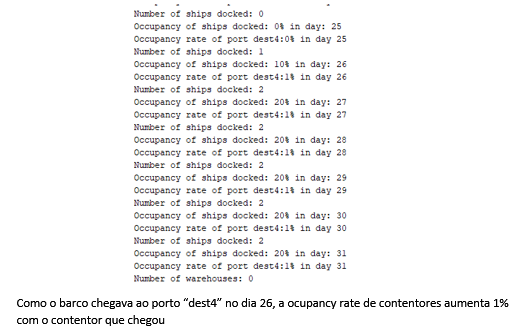 Number of ships docked: 0
Occupancy of ships docked: 0% in day: 25
Occupancy rate of port dest4:0% in day 25
Number of ships docked: 1
Occupancy of ships docked: 10% in day: 26
Occupancy rate of port dest4:1% in day 26
Number of ships docked: 2
Occupancy of ships docked: 20% in day: 27
Occupancy rate of port dest4:1% in day 27
Number of ships docked: 2
Occupancy of ships docked: 20% in day: 28
Occupancy rate of port dest4:1% in day 28
Number of ships docked: 2
Occupancy of ships docked: 20% in day: 29
Occupancy rate of port dest4:1% in day 29
Number of ships docked: 2
Occupancy of ships docked: 20% in day: 30
Occupancy rate of port dest4:1% in day 30
Number of ships docked: 2
Occupancy of ships docked: 20% in day: 31
Occupancy rate of port dest4:1% in day 31
Number of warehouses: 0
Como o barco chegava ao porto “dest4” no dia 26, a ocupancy rate de contentores aumenta 1%
com o contentor que chegou